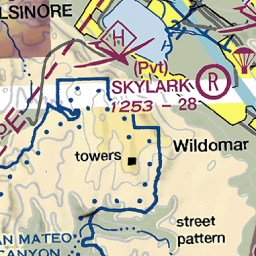 LSINORE
H
(Pvt)
SKYLARK
R
1253 - 28
Wildomar
towers
street
pattern
AN MATEO
CANYON